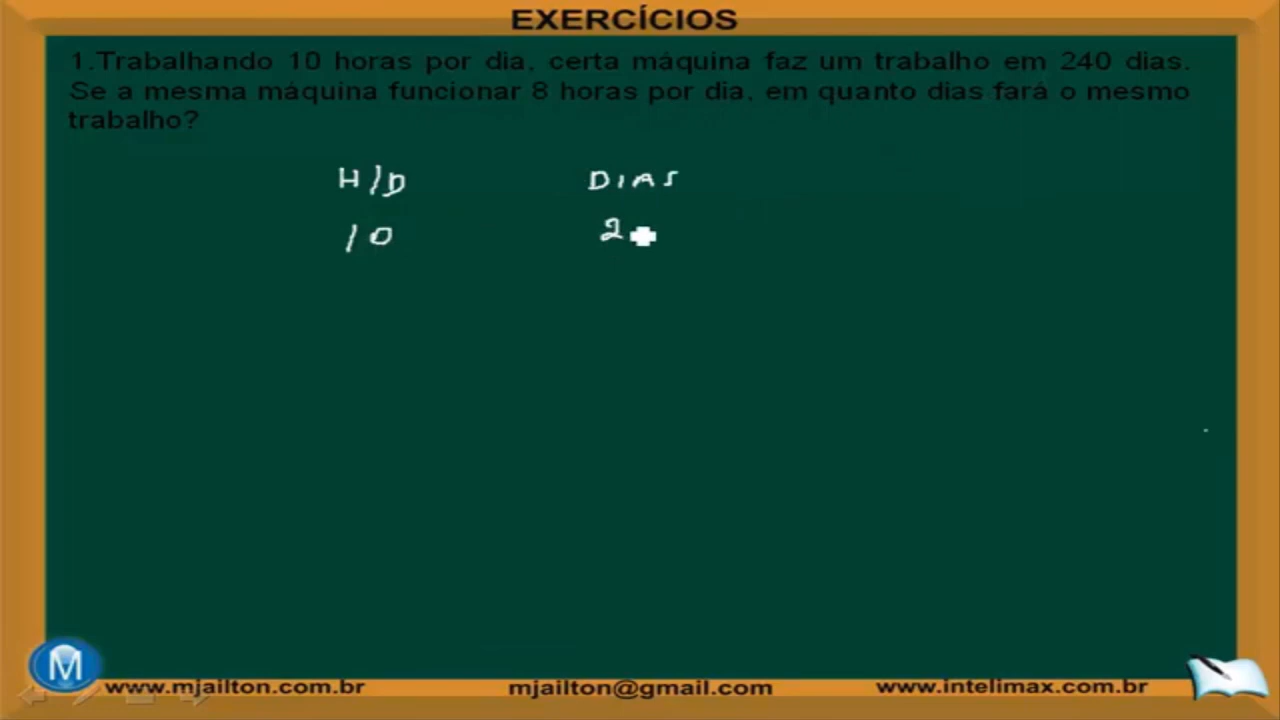 EXERCÍCIOS
1.Trabalhando 10 horas por dia, certa máquina faz um trabalho em 240 dias.
Se a mesma máquina funcionar 8 horas por dia, em quanto dias fará o mesmo
trabalho?
H/D DIAS
10 2
M www.mjailton.com.br mjailton@gmail.com www.intelimax.com.br